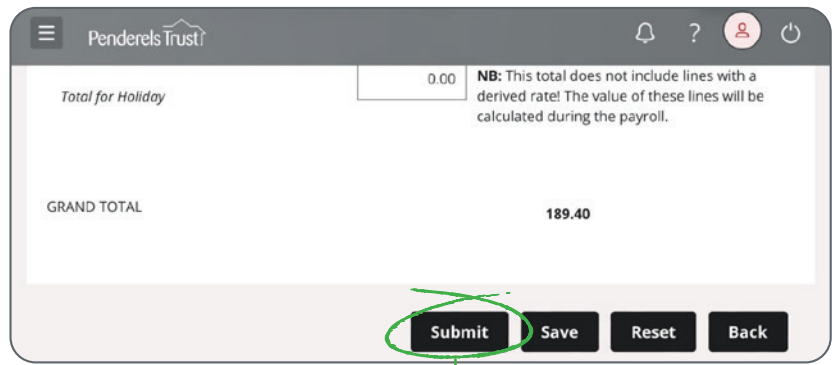 Penderels Trust
?
0.00
Total for Holiday
NB: This total does not include lines with a
derived rate! The value of these lines will be
calculated during the payroll.
GRAND TOTAL
189.40
Submit
Save
Reset
Back